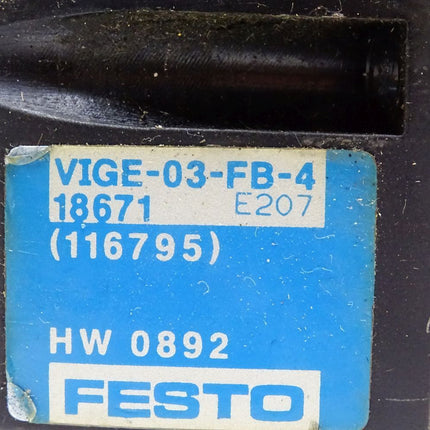 VIGE-03-FB-4
18671 E207
(116795)
HW 0892
FESTO